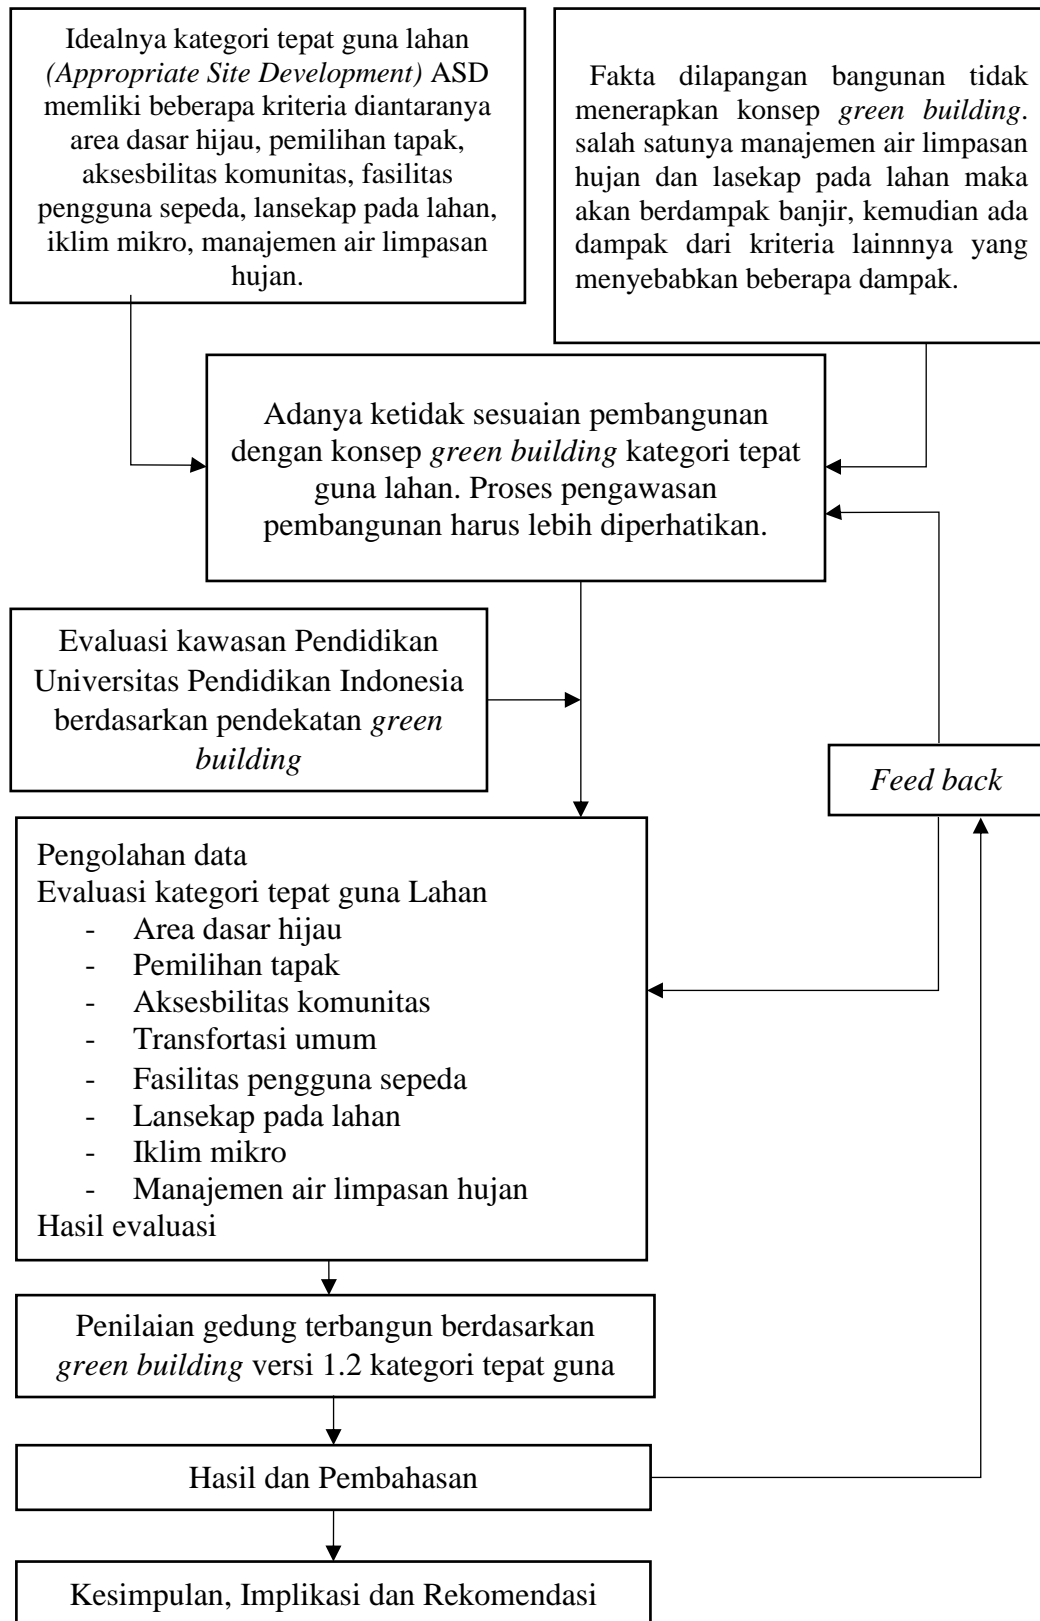 Idealnya kategori tepat guna lahan
(Appropriate Site Development) ASD
memliki beberapa kriteria diantaranya
area dasar hijau, pemilihan tapak,
aksesbilitas komunitas, fasilitas
pengguna sepeda, lansekap pada lahan,
iklim mikro, manajemen air limpasan
hujan.
Fakta dilapangan bangunan tidak
menerapkan konsep green building.
salah satunya manajemen air limpasan
hujan dan lasekap pada lahan maka
akan berdampak banjir, kemudian ada
dampak dari kriteria lainnnya yang
menyebabkan beberapa dampak.
Adanya ketidak sesuaian pembangunan
dengan konsep green building kategori tepat
guna lahan. Proses pengawasan
pembangunan harus lebih diperhatikan.
Evaluasi kawasan Pendidikan
Universitas Pendidikan Indonesia
berdasarkan pendekatan green
building
Feed back
Pengolahan data
Evaluasi kategori tepat guna Lahan
- Area dasar hijau
- Pemilihan tapak
- Aksesbilitas komunitas
- Transfortasi umum
- Fasilitas pengguna sepeda
- Lansekap pada lahan
- Iklim mikro
- Manajemen air limpasan hujan
Hasil evaluasi
Penilaian gedung terbangun berdasarkan
green building versi 1.2 kategori tepat guna
Hasil dan Pembahasan
Kesimpulan, Implikasi dan Rekomendasi